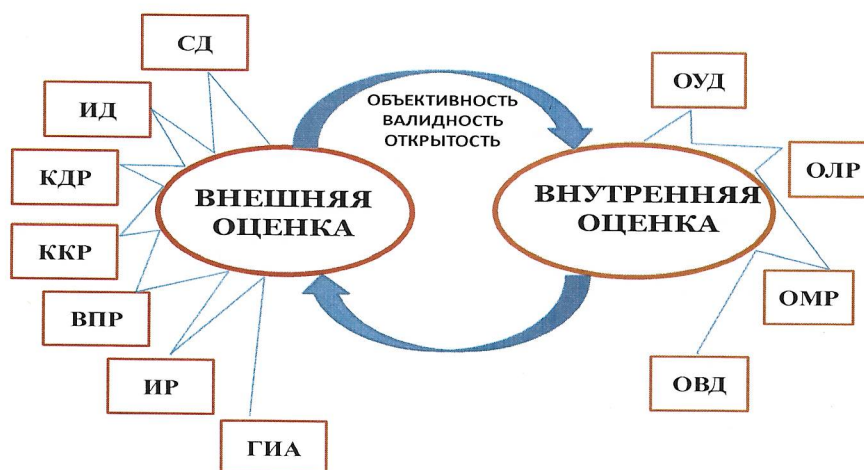 СД
ИД
КДР
ККР
ВПР
ИР
ГИА
ВНЕШНЯЯ
ОЦЕНКА
ОБЪЕКТИВНОСТЬ
ВАЛИДНОСТЬ
ОТКРЫТОСТЬ
ВНУТРЕННЯЯ
ОЦЕНКА
ОУД
ОЛР
ОМР
ОВД